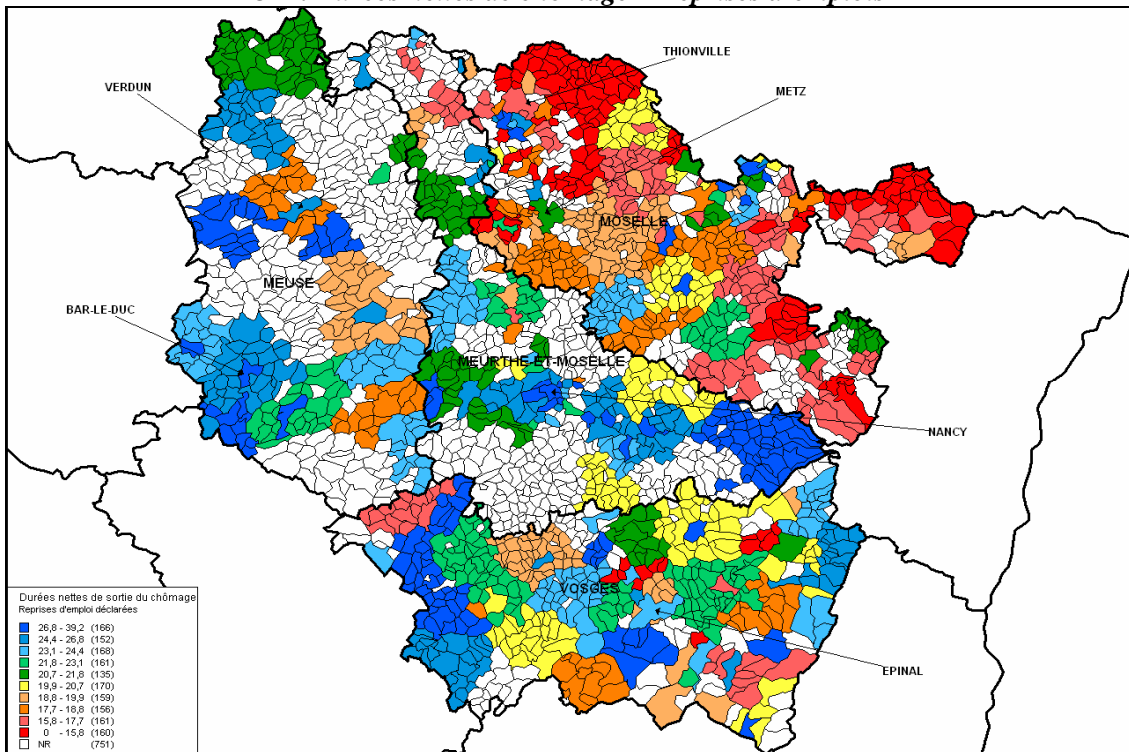 THIONVILLE
VERDUN
METZ
MOSELLE
MEUSE
BAR-LE-DUC
MEURTHE-ET-MOSELLE
NANCY
VOSGES
EPINAL
Durées nettes de sortie du chômage
Reprises d'emploi déclarées
26,8 - 39,2 (166)
24,4 - 26,8 (152)
23,1 - 24,4 (168)
21,8 - 23,1 (161)
20,7 - 21,8 (135)
19,9 - 20,7 (170)
18,8 - 19,9 (159)
17,7 - 18,8 (156)
15,8 - 17,7 (161)
0 - 15,8 (160)
NR (751)